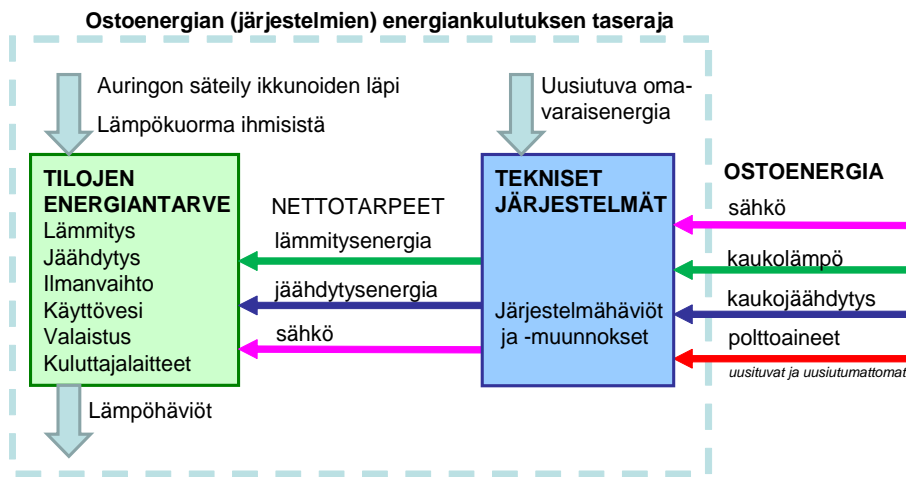 Ostoenergian (järjestelmien) energiankulutuksen taseraja
Auringon säteily ikkunoiden läpi
Lämpökuorma ihmisistä
Uusiutuva oma-
varaisenergia
TILOJEN
ENERGIANTARVE
Lämmitys
Jäähdytys
Ilmanvaihto
Käyttövesi
Valaistus
Kuluttajalaitteet
NETTOTARPEET
lämmitysenergia
jäähdytysenergia
sähkö
TEKNISET
JÄRJESTELMÄT
Järjestelmähäviöt
ja -muunnokset
OSTOENERGIA
sähkö
kaukolämpö
kaukojäähdytys
polttoaineet
uusituvat ja uusiutumattomat
Lämpöhäviöt